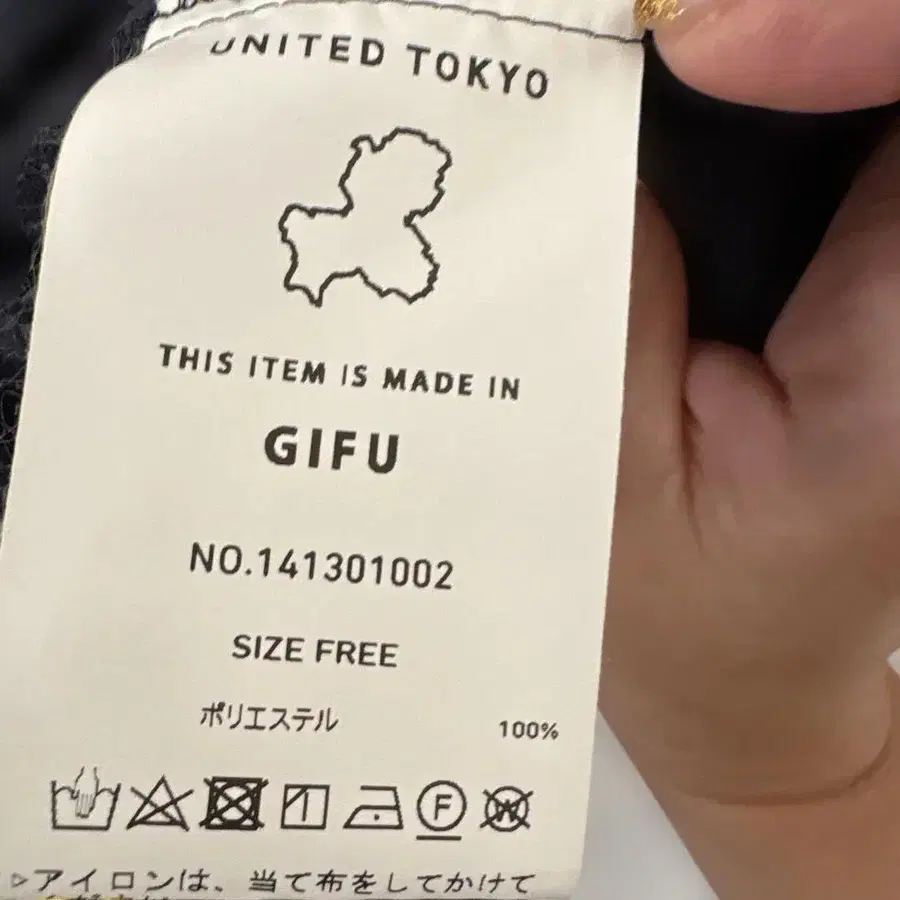 UNITED TOKYO
THIS ITEM IS MADE IN
GIFU
NO.141301002
SIZE FREE
ポリエステル 100%
F W
▷アイロンは、当て布をしてかけて